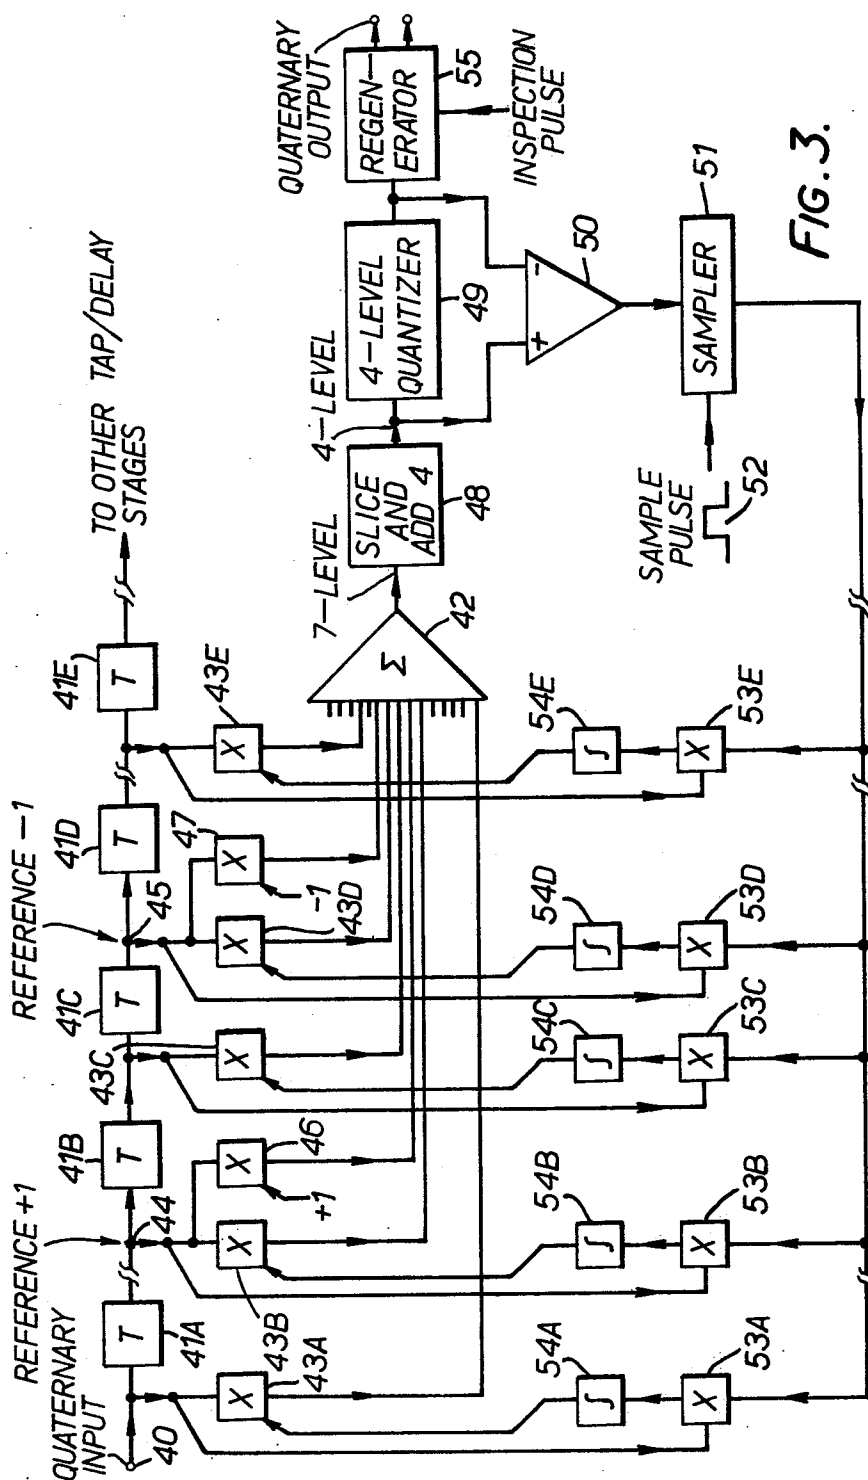 QUATERNARY
INPUT
40
REFERENCE +1
44
REFERENCE -1
45
TO OTHER TAP/DELAY
STAGES
T
41A
T
41B
T
41C
T
41D
T
41E
X
43A
X
43B
X
46
+1
X
43C
X
43D
X
47
-1
X
43E
Σ
42
7-LEVEL
SLICE
AND
ADD 4
48
4-LEVEL
4-LEVEL
QUANTIZER
49
REGEN-
ERATOR
55
QUATERNARY
OUTPUT
INSPECTION
PULSE
+
-
50
SAMPLER
51
SAMPLE
PULSE
52
∫
54A
∫
54B
∫
54C
∫
54D
∫
54E
X
53A
X
53B
X
53C
X
53D
X
53E
FIG. 3.